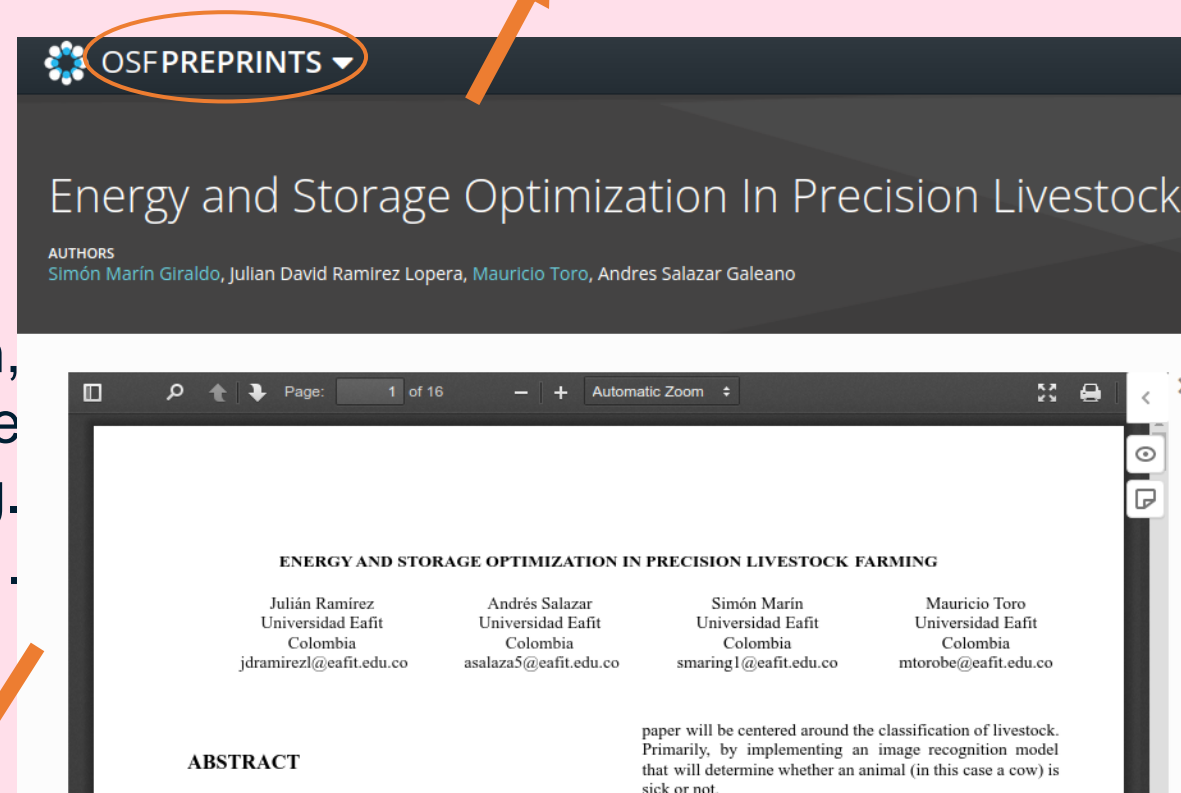 OSFPREPRINTS
Energy and Storage Optimization In Precision Livestock
AUTHORS
Simón Marín Giraldo, Julian David Ramirez Lopera, Mauricio Toro, Andres Salazar Galeano
Page: 1 of 16 — + Automatic Zoom
ENERGY AND STORAGE OPTIMIZATION IN PRECISION LIVESTOCK FARMING
Julián Ramírez Andrés Salazar Simón Marín Mauricio Toro
Universidad Eafit Universidad Eafit Universidad Eafit Universidad Eafit
Colombia Colombia Colombia Colombia
jdramirezl@eafit.edu.co asalaza5@eafit.edu.co smaring1@eafit.edu.co mtorobe@eafit.edu.co
ABSTRACT
paper will be centered around the classification of livestock.
Primarily, by implementing an image recognition model
that will determine whether an animal (in this case a cow) is
sick or not.